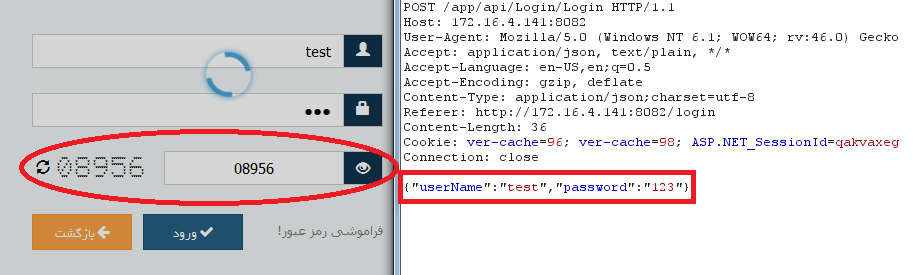 test
•••
08956
08956
فراموشی رمز عبور!
ورود
بازگشت
POST /app/api/Login/Login HTTP/1.1
Host: 172.16.4.141:8082
User-Agent: Mozilla/5.0 (Windows NT 6.1; WOW64; rv:46.0) Gecko
Accept: application/json, text/plain, */*
Accept-Language: en-US,en;q=0.5
Accept-Encoding: gzip, deflate
Content-Type: application/json;charset=utf-8
Referer: http://172.16.4.141:8082/login
Content-Length: 36
Cookie: ver-cache=96; ver-cache=98; ASP.NET_SessionId=qakvaxeg
Connection: close
{"userName":"test","password":"123"}